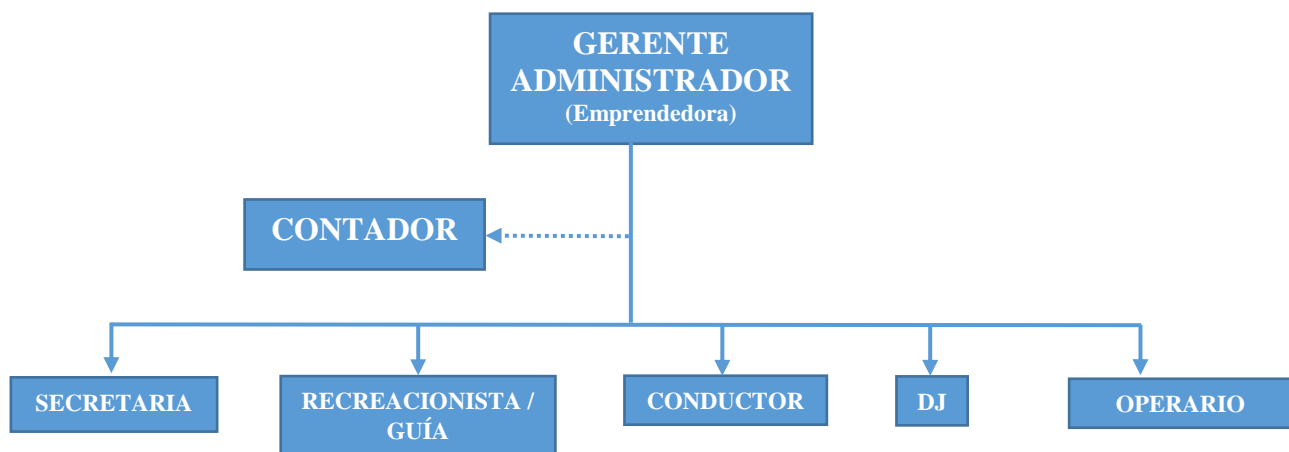 GERENTE
ADMINISTRADOR
(Emprendedora)
CONTADOR
SECRETARIA
RECREACIONISTA /
GUÍA
CONDUCTOR
DJ
OPERARIO